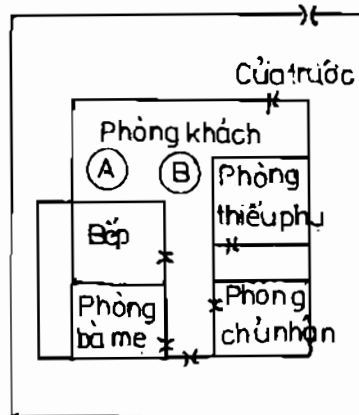 Cửa trước
Phòng khách
A
B
Phòng
thiếu phụ
Bếp
Phòng
bà mẹ
Phòng
chủ nhân